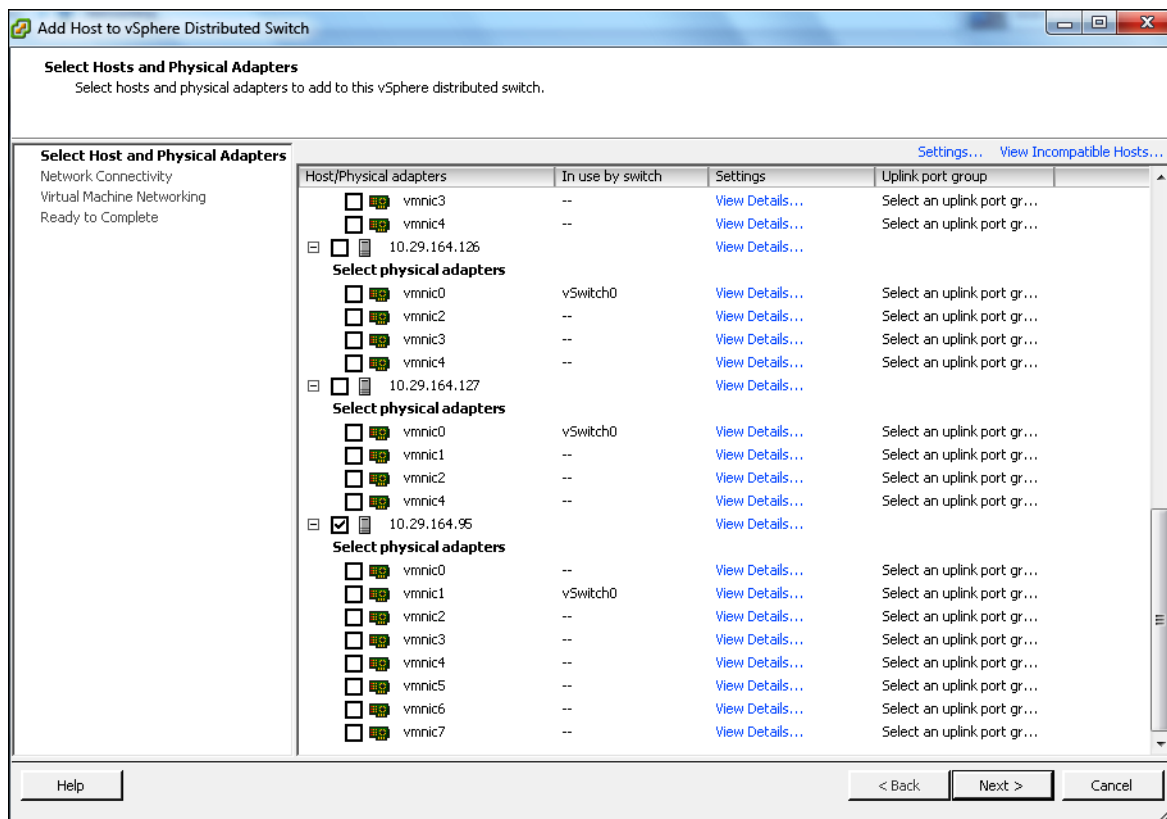 Add Host to vSphere Distributed Switch
Select Hosts and Physical Adapters
Select hosts and physical adapters to add to this vSphere distributed switch.
Select Host and Physical Adapters
Network Connectivity
Virtual Machine Networking
Ready to Complete
Settings... View Incompatible Hosts...
Host/Physical adapters In use by switch Settings Uplink port group
vmnic3 -- View Details... Select an uplink port gr...
vmnic4 -- View Details... Select an uplink port gr...
10.29.164.126 View Details...
Select physical adapters
vmnic0 vSwitch0 View Details... Select an uplink port gr...
vmnic2 -- View Details... Select an uplink port gr...
vmnic3 -- View Details... Select an uplink port gr...
vmnic4 -- View Details... Select an uplink port gr...
10.29.164.127 View Details...
Select physical adapters
vmnic0 vSwitch0 View Details... Select an uplink port gr...
vmnic1 -- View Details... Select an uplink port gr...
vmnic2 -- View Details... Select an uplink port gr...
vmnic4 -- View Details... Select an uplink port gr...
10.29.164.95 View Details...
Select physical adapters
vmnic0 -- View Details... Select an uplink port gr...
vmnic1 vSwitch0 View Details... Select an uplink port gr...
vmnic2 -- View Details... Select an uplink port gr...
vmnic3 -- View Details... Select an uplink port gr...
vmnic4 -- View Details... Select an uplink port gr...
vmnic5 -- View Details... Select an uplink port gr...
vmnic6 -- View Details... Select an uplink port gr...
vmnic7 -- View Details... Select an uplink port gr...
Help < Back Next > Cancel